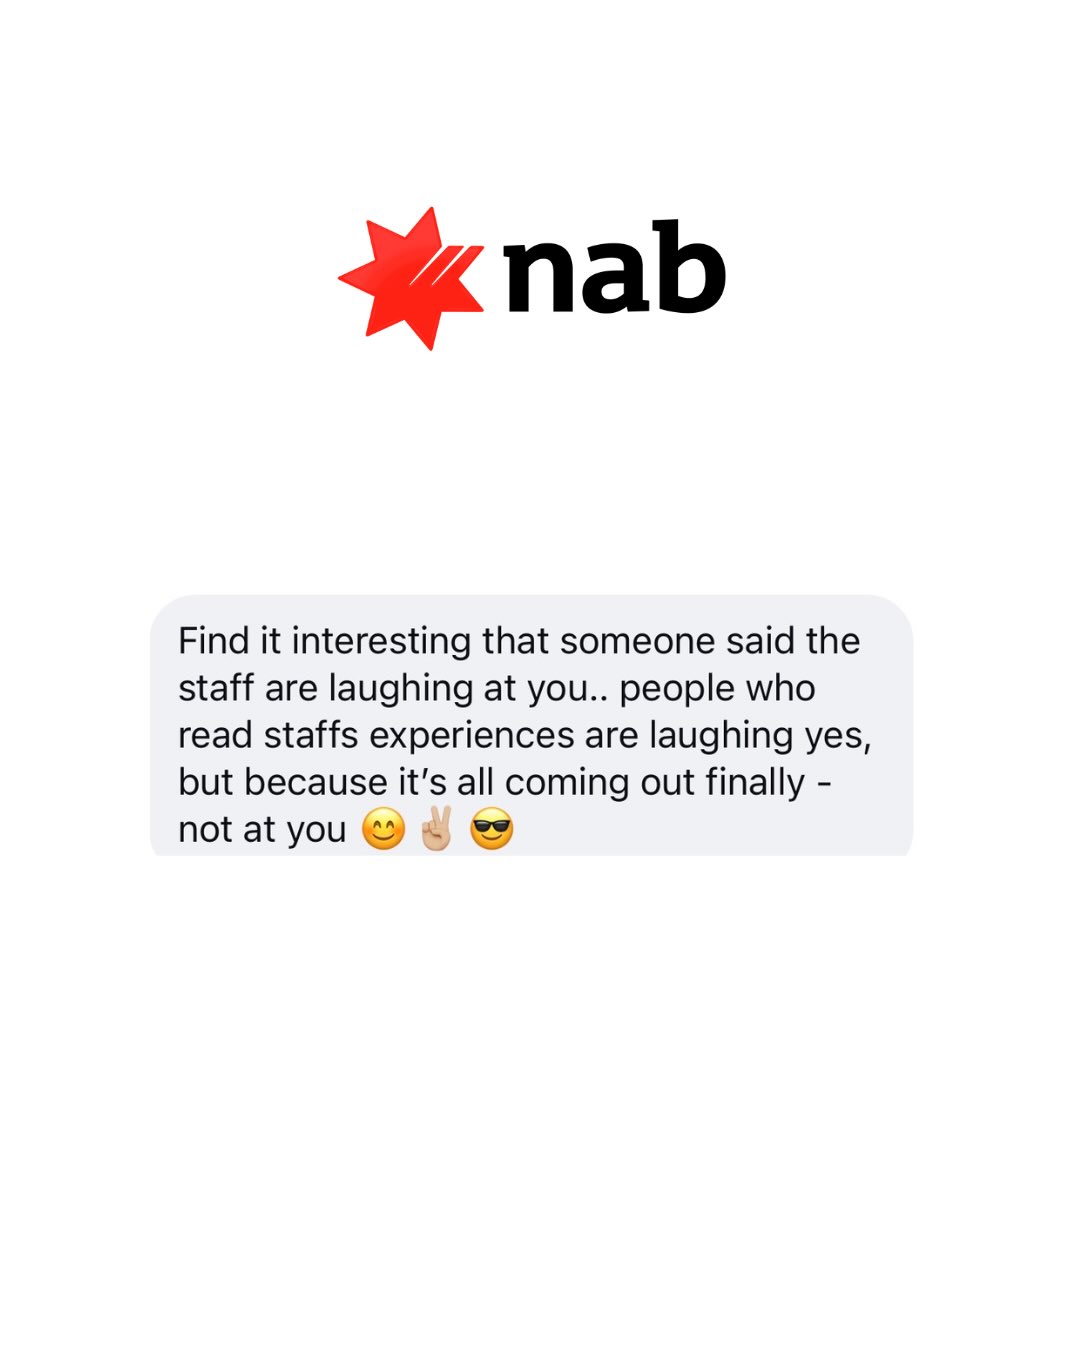 nab
Find it interesting that someone said the
staff are laughing at you.. people who
read staffs experiences are laughing yes,
but because it’s all coming out finally -
not at you 😊✌🏼😎